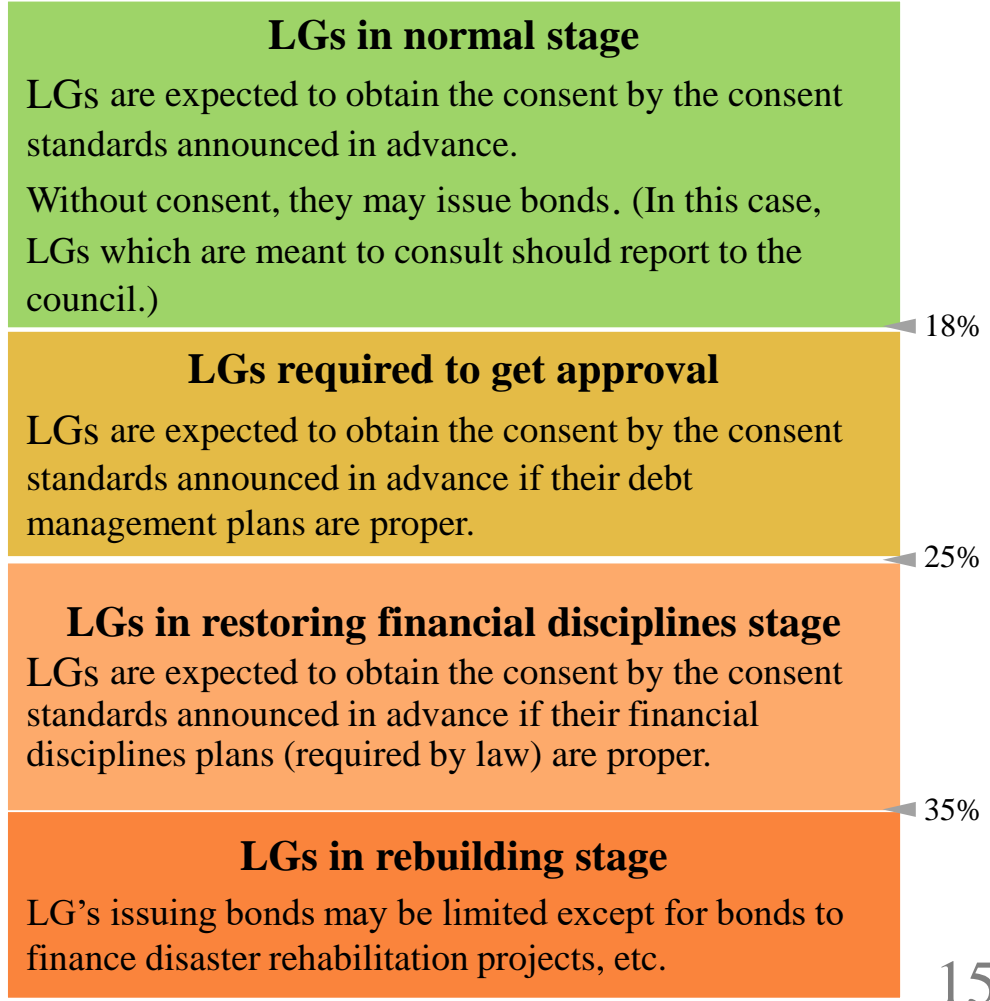 LGs in normal stage
LGs are expected to obtain the consent by the consent
standards announced in advance.
Without consent, they may issue bonds. (In this case,
LGs which are meant to consult should report to the
council.)
18%
LGs required to get approval
LGs are expected to obtain the consent by the consent
standards announced in advance if their debt
management plans are proper.
25%
LGs in restoring financial disciplines stage
LGs are expected to obtain the consent by the consent
standards announced in advance if their financial
disciplines plans (required by law) are proper.
35%
LGs in rebuilding stage
LG’s issuing bonds may be limited except for bonds to
finance disaster rehabilitation projects, etc.
15